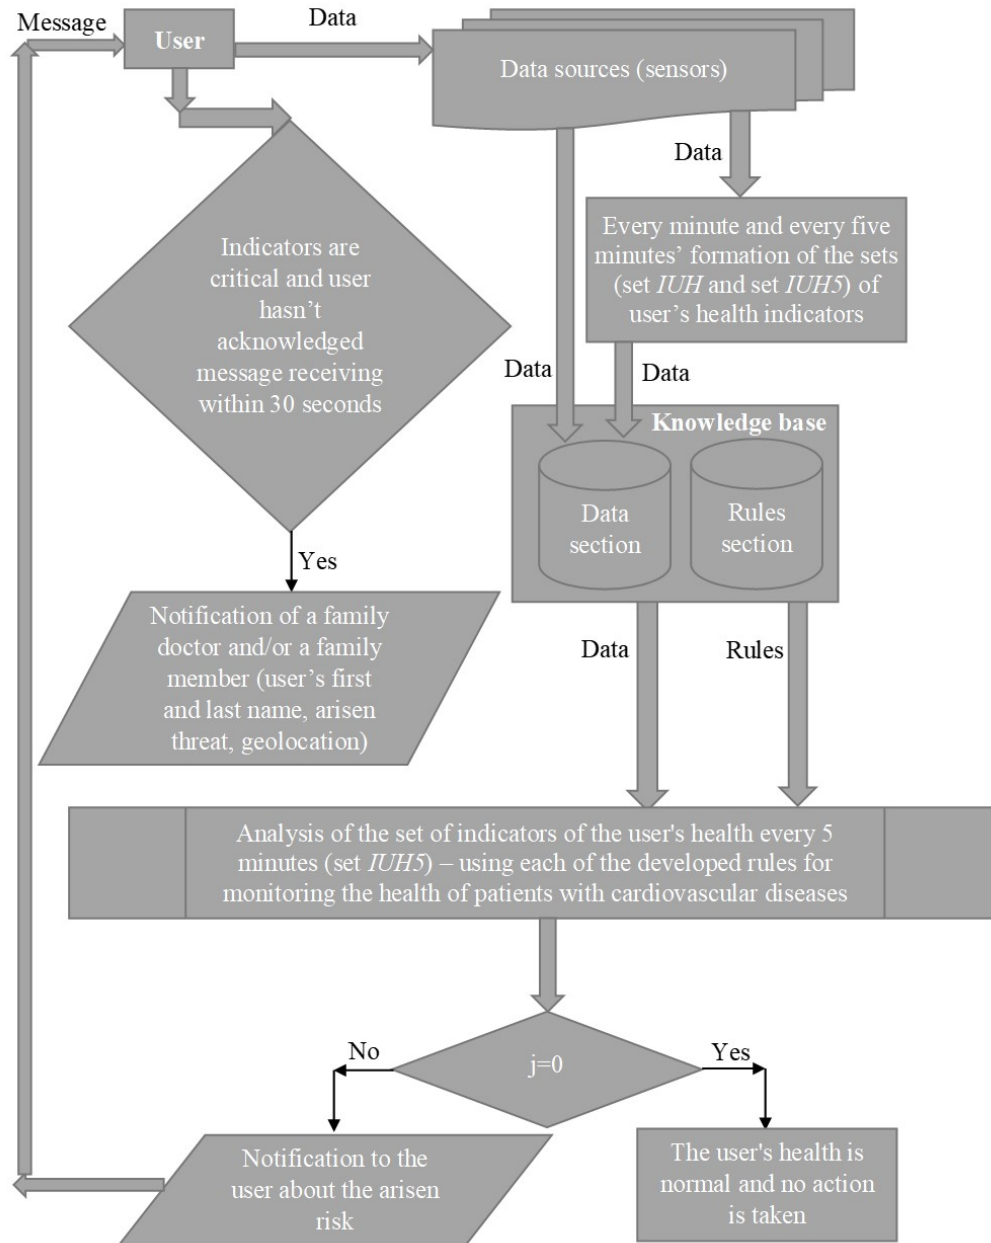 Message
User
Data
Data sources (sensors)
Data
Every minute and every five
minutes’ formation of the sets
(set IUH and set IUH5) of
user’s health indicators
Indicators are
critical and user
hasn’t
acknowledged
message receiving
within 30 seconds
Data
Data
Knowledge base
Data
section
Rules
section
Yes
Notification of a family
doctor and/or a family
member (user’s first
and last name, arisen
threat, geolocation)
Data
Rules
Analysis of the set of indicators of the user's health every 5
minutes (set IUH5) – using each of the developed rules for
monitoring the health of patients with cardiovascular diseases
No
j=0
Yes
Notification to the
user about the arisen
risk
The user's health is
normal and no action
is taken